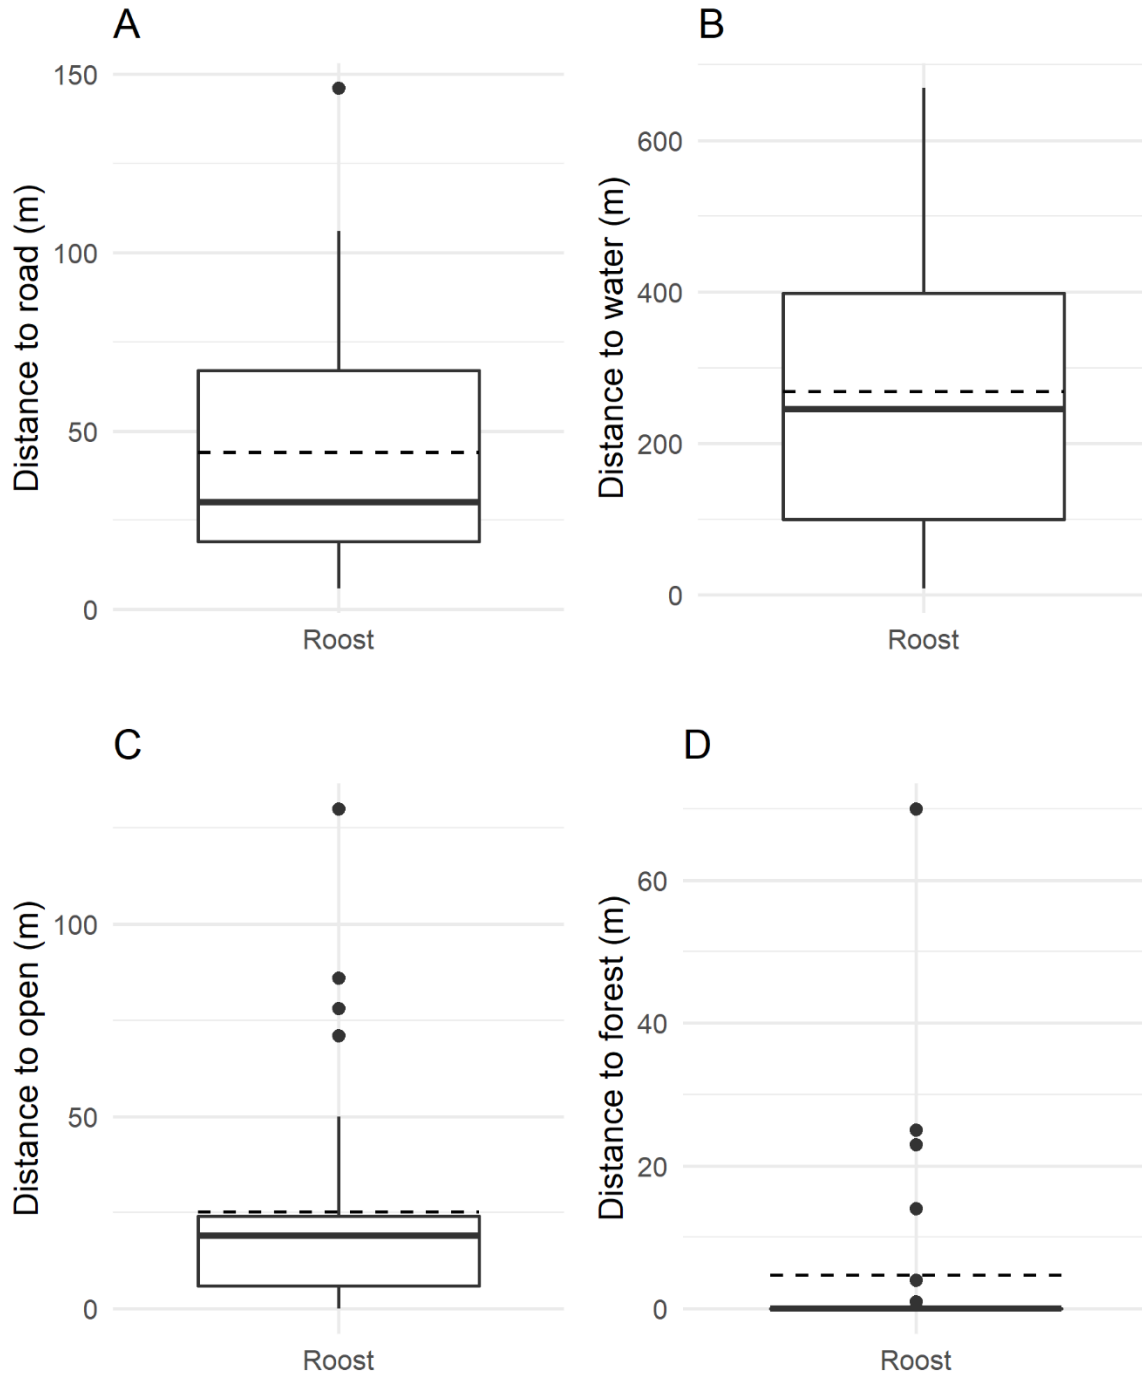 A
Distance to road (m)
150
100
50
0
Roost
B
Distance to water (m)
600
400
200
0
Roost
C
Distance to open (m)
100
50
0
Roost
D
Distance to forest (m)
60
40
20
0
Roost